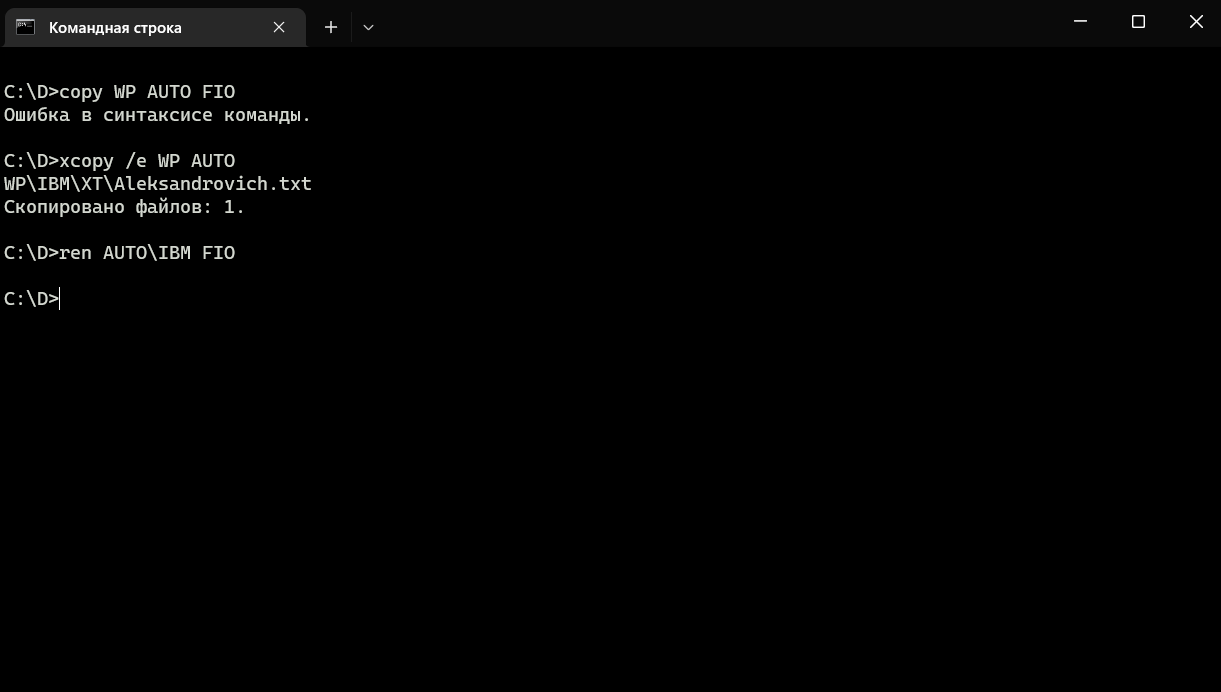 Командная строка
C:\D>copy WP AUTO FIO
Ошибка в синтаксисе команды.
C:\D>xcopy /e WP AUTO
WP\IBM\XT\Aleksandrovich.txt
Скопировано файлов: 1.
C:\D>ren AUTO\IBM FIO
C:\D>